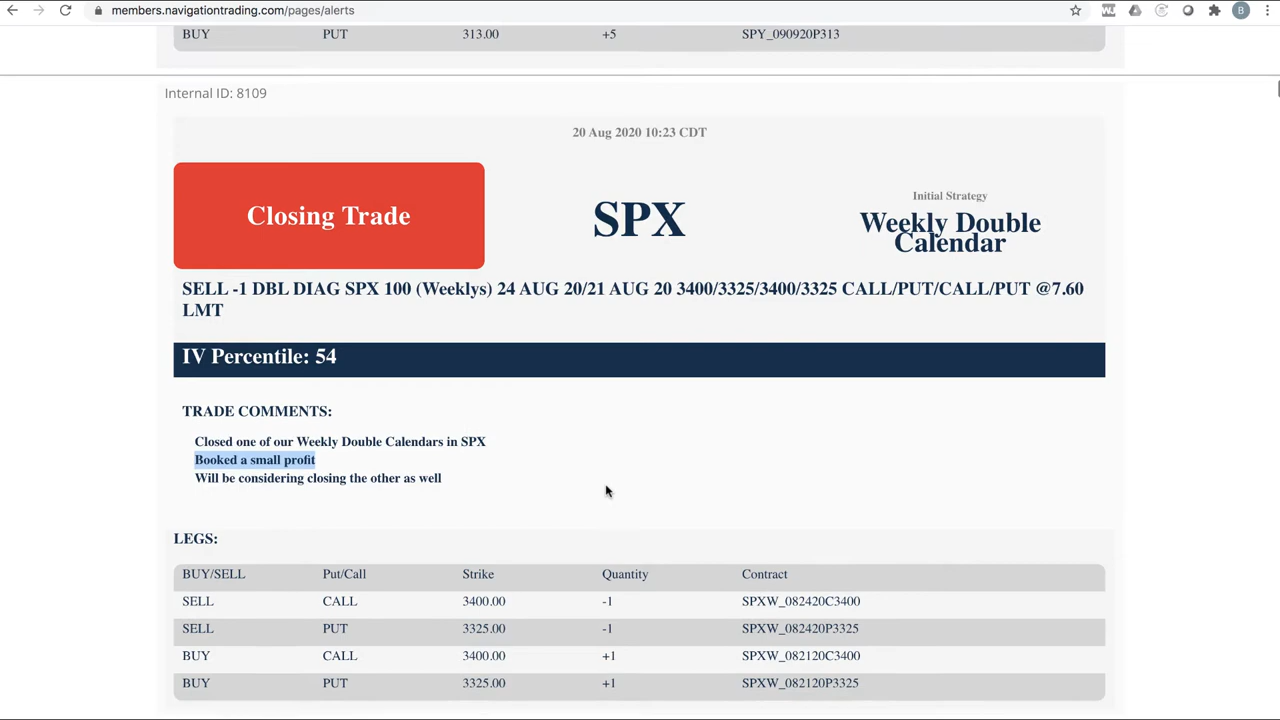 members.navigationtrading.com/pages/alerts
B
BUY PUT 313.00 +5 SPY_090920P313
Internal ID: 8109
20 Aug 2020 10:23 CDT
Closing Trade
SPX
Initial Strategy
Weekly Double
Calendar
SELL -1 DBL DIAG SPX 100 (Weeklys) 24 AUG 20/21 AUG 20 3400/3325/3400/3325 CALL/PUT/CALL/PUT @7.60
LMT
IV Percentile: 54
TRADE COMMENTS:
Closed one of our Weekly Double Calendars in SPX
Booked a small profit
Will be considering closing the other as well
LEGS:
BUY/SELL Put/Call Strike Quantity Contract
SELL CALL 3400.00 -1 SPXW_082420C3400
SELL PUT 3325.00 -1 SPXW_082420P3325
BUY CALL 3400.00 +1 SPXW_082120C3400
BUY PUT 3325.00 +1 SPXW_082120P3325